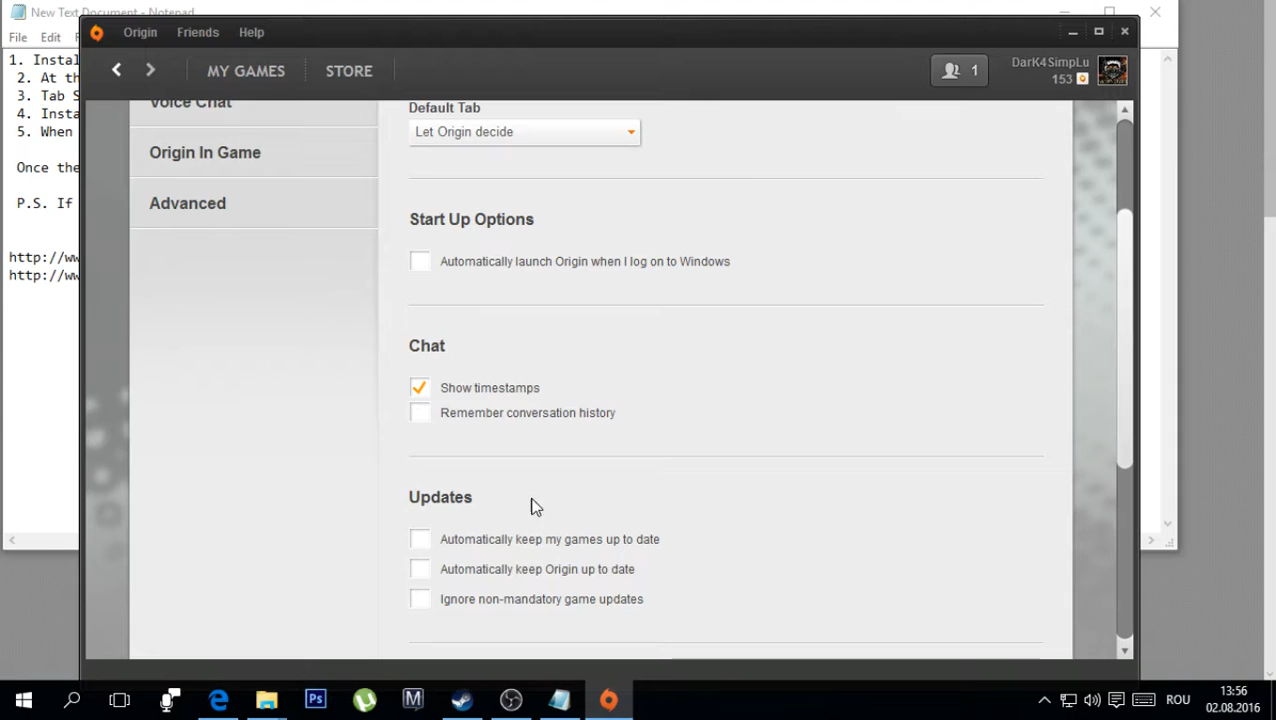 New Text Document - Notepad
File Edit
Origin Friends Help
MY GAMES STORE
1
DarK4SimpLu
153
1. Instal
2. At th
3. Tab S
4. Insta
5. When
Once the
P.S. If
http://ww
http://ww
Voice Chat
Origin In Game
Advanced
Default Tab
Let Origin decide
Start Up Options
Automatically launch Origin when I log on to Windows
Chat
Show timestamps
Remember conversation history
Updates
Automatically keep my games up to date
Automatically keep Origin up to date
Ignore non-mandatory game updates
Ps
M
ROU
13:56
02.08.2016